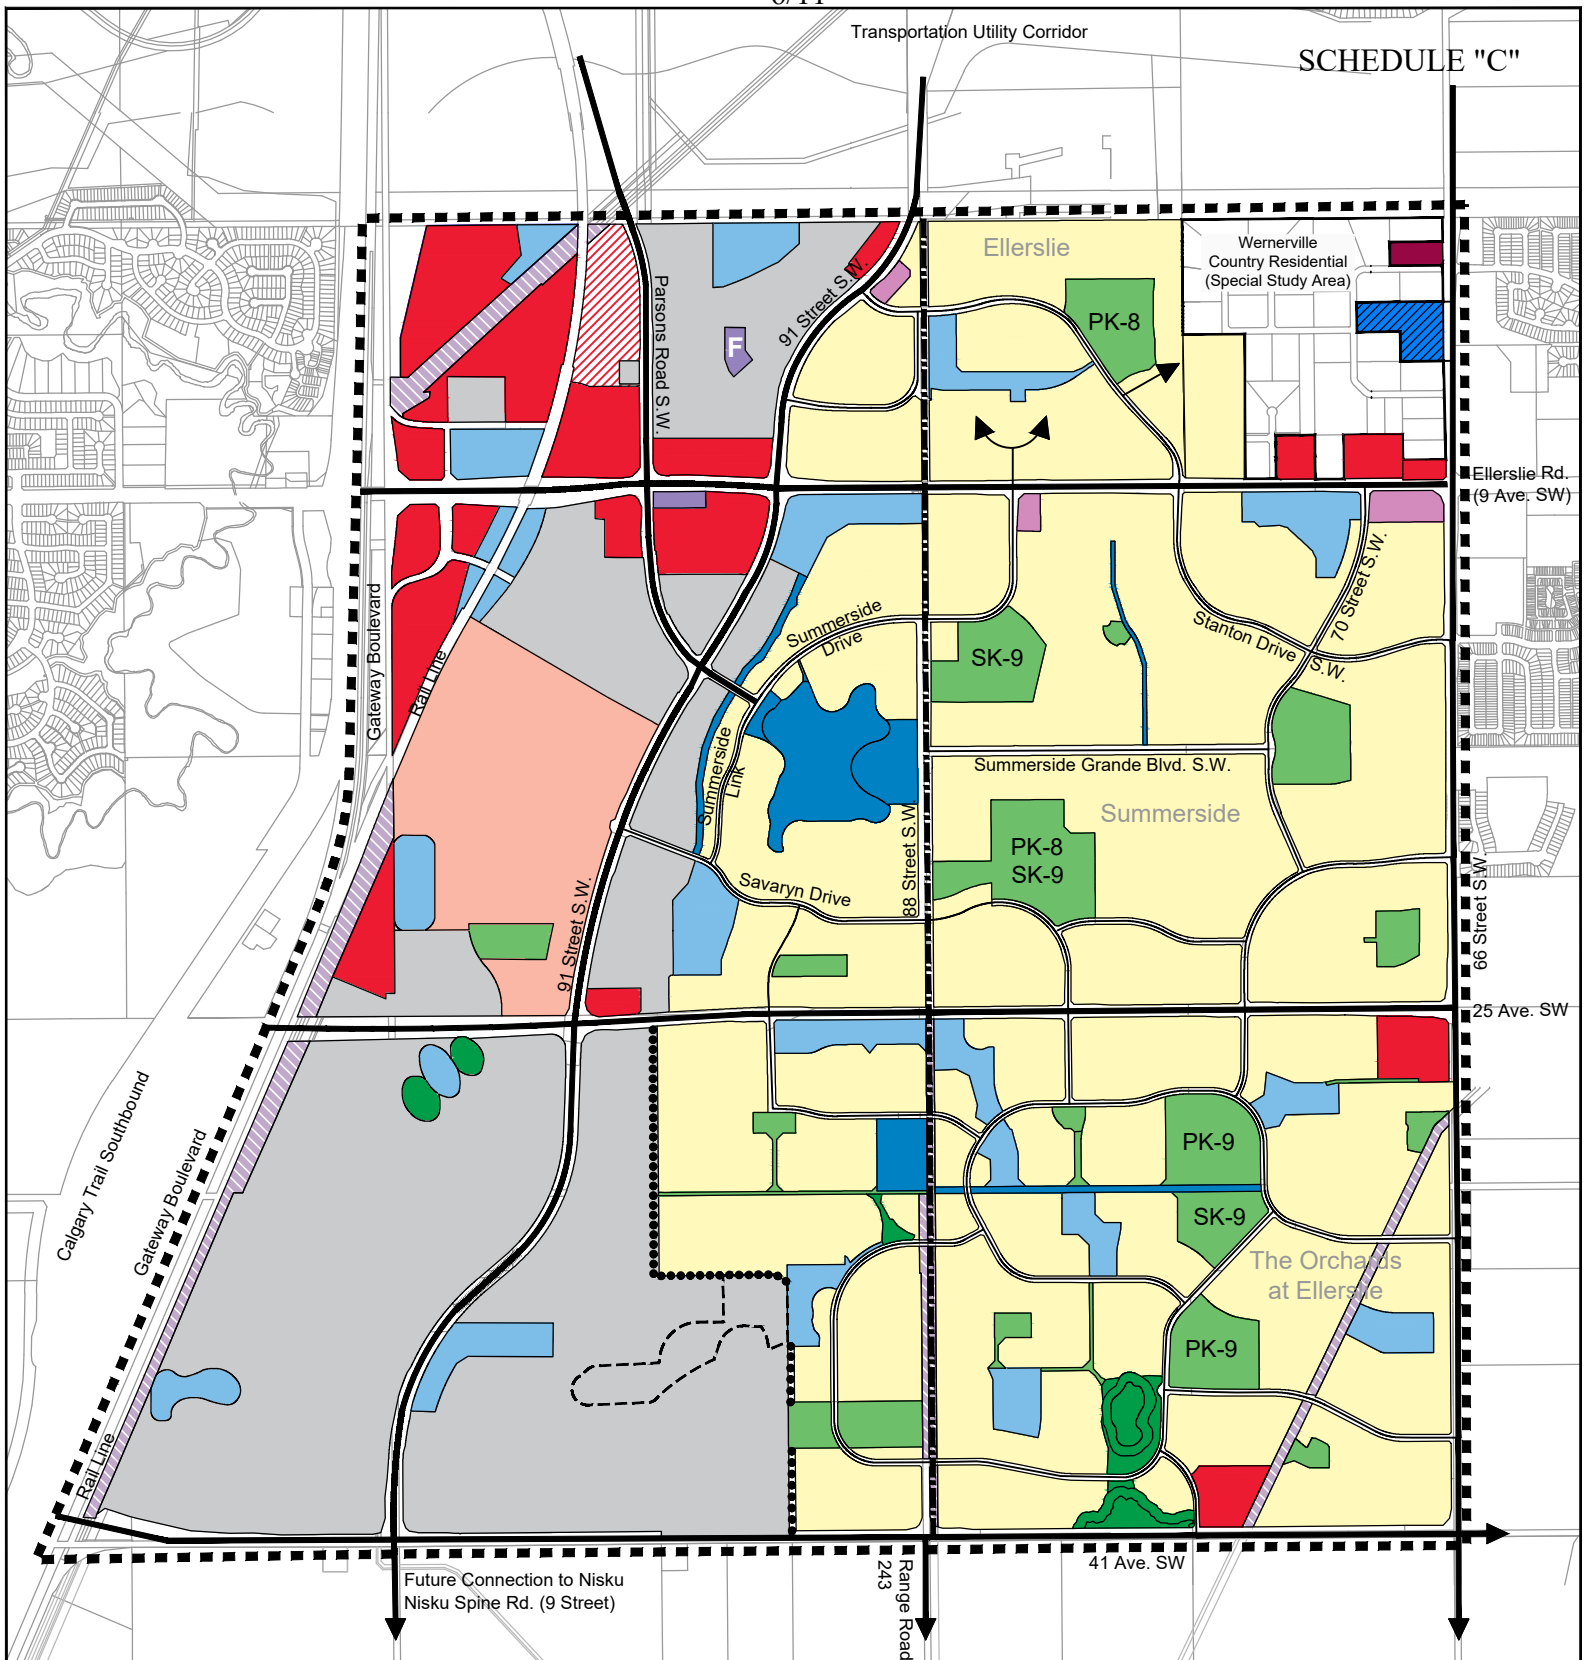 Transportation Utility Corridor
SCHEDULE "C"
Ellerslie
Wernerville
Country Residential
(Special Study Area)
PK-8
Parsons Road S.W.
91 Street S.W.
F
Ellerslie Rd.
(9 Ave. SW)
Gateway Boulevard
Rail Line
Summerside
Drive
SK-9
Stanton Drive
S.W.
70 Street S.W.
Summerside
Link
Summerside Grande Blvd. S.W.
Summerside
PK-8
SK-9
88 Street S.W.
Savaryn Drive
91 Street S.W.
66 Street S.W.
25 Ave. SW
Calgary Trail Southbound
Gateway Boulevard
PK-9
SK-9
The Orchards
at Ellerslie
PK-9
Rail Line
41 Ave. SW
Future Connection to Nisku
Nisku Spine Rd. (9 Street)
Range Road
243